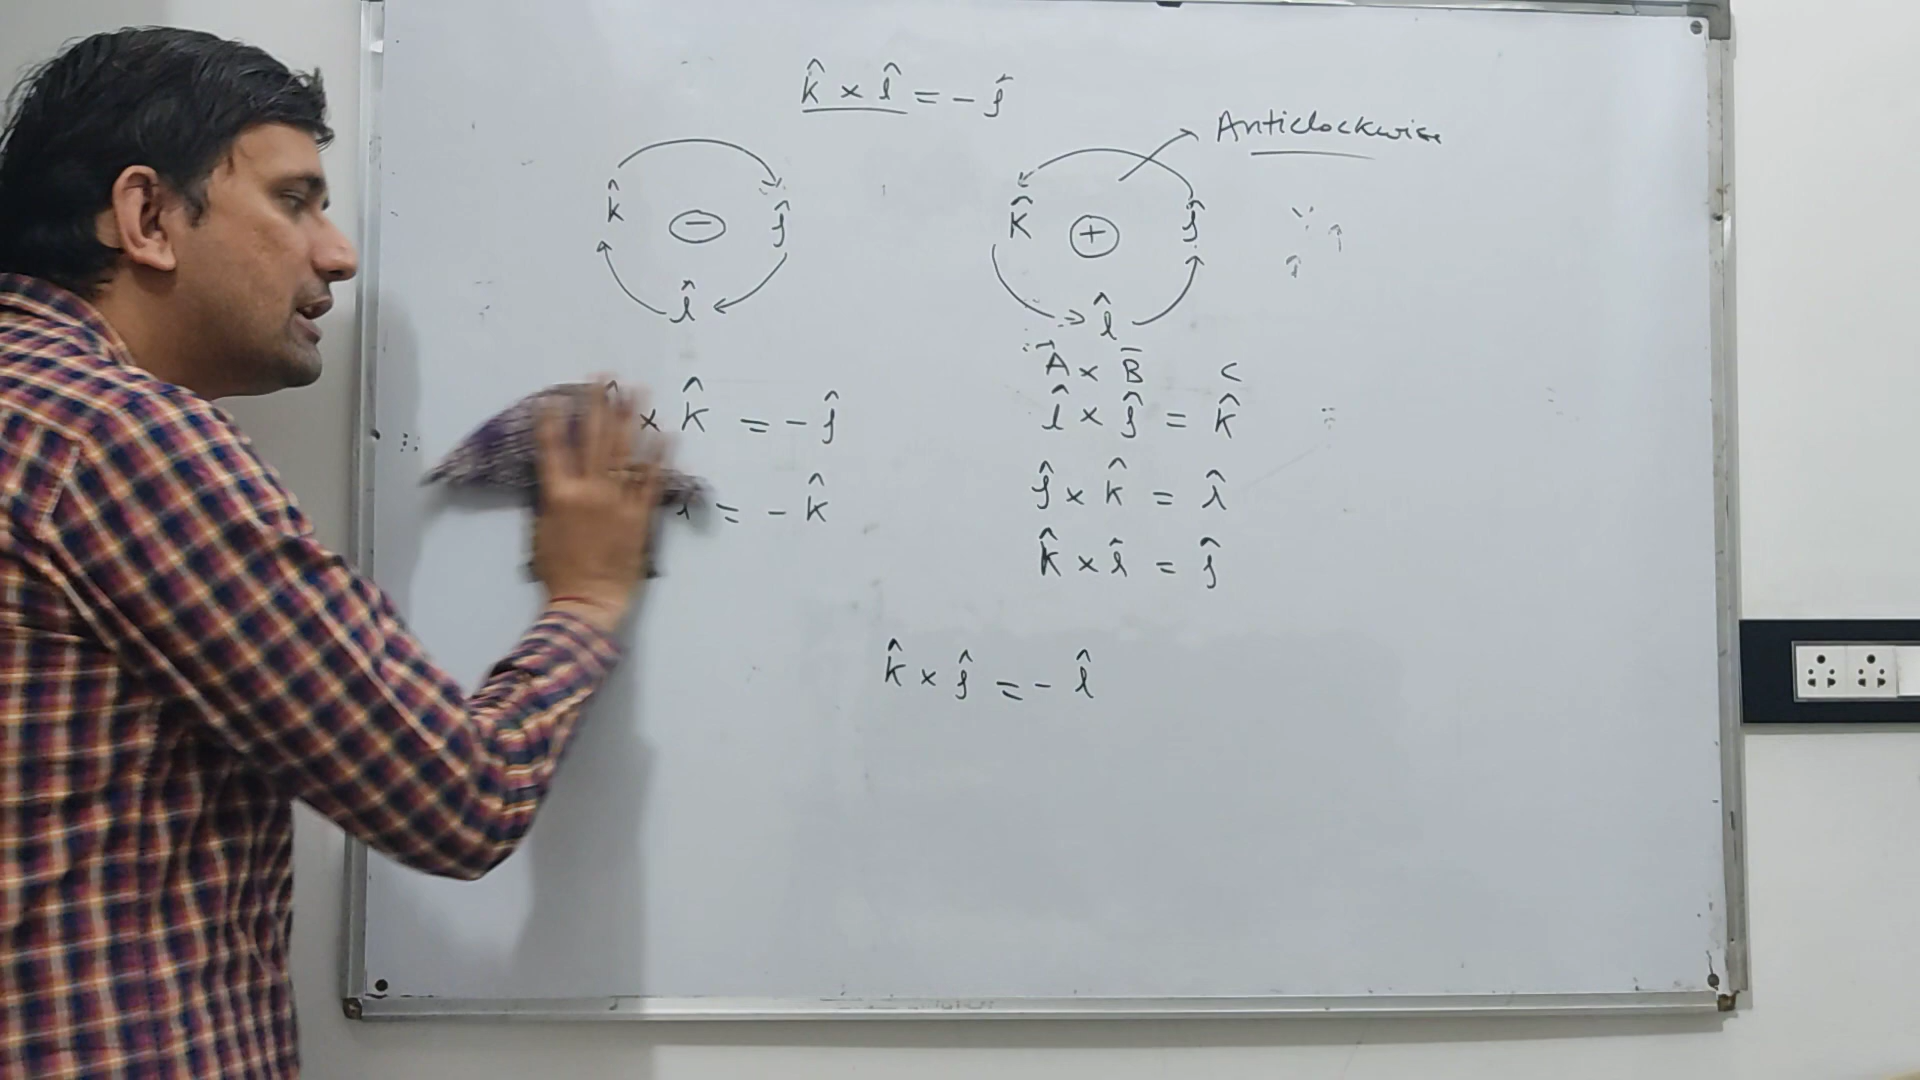 k̂ × î = - ĵ
Anticlockwise
k̂ - ĵ
î
k̂ + ĵ
î
A × B C
× k̂ = - ĵ
î × ĵ = k̂
î = - k̂
ĵ × k̂ = î
k̂ × î = ĵ
k̂ × ĵ = - î